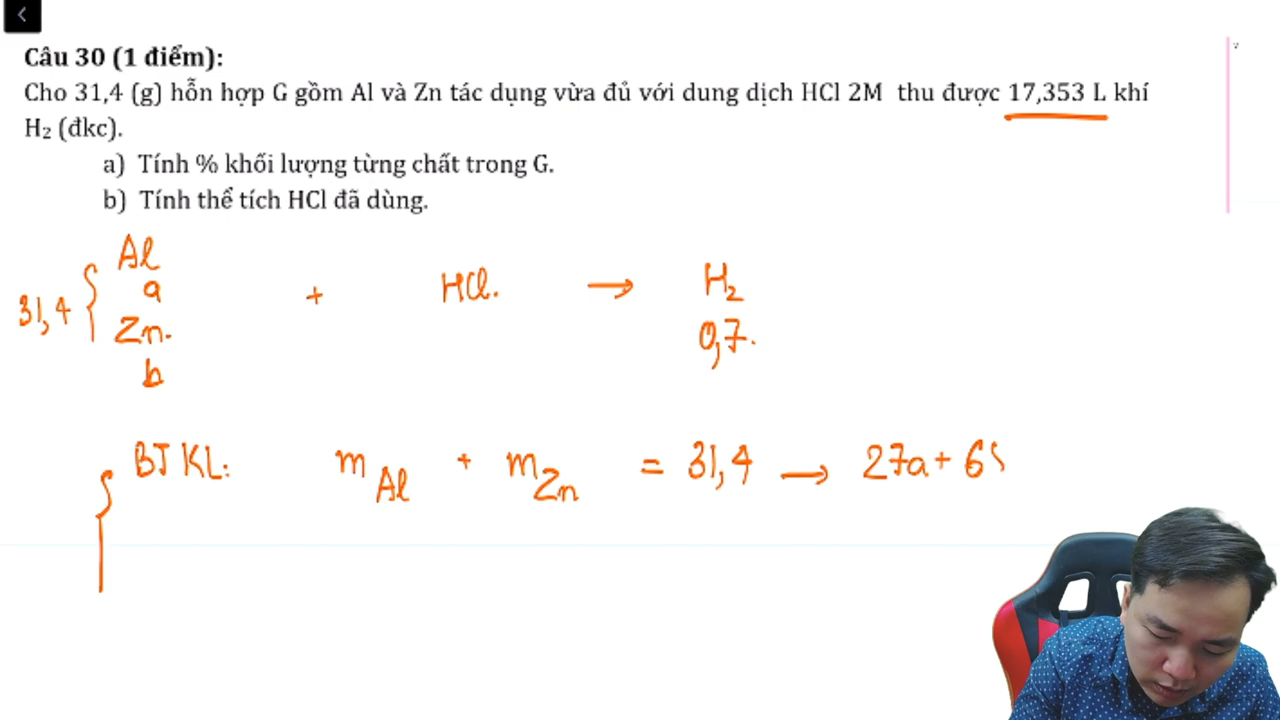 Câu 30 (1 điểm):
Cho 31,4 (g) hỗn hợp G gồm Al và Zn tác dụng vừa đủ với dung dịch HCl 2M thu được 17,353 L khí
H₂ (đkc).
a) Tính % khối lượng từng chất trong G.
b) Tính thể tích HCl đã dùng.
31,4 { Al a Zn. b + HCl. → H₂ 0,7.
{ BTKL: m Al + m Zn = 31,4 → 27a + 6